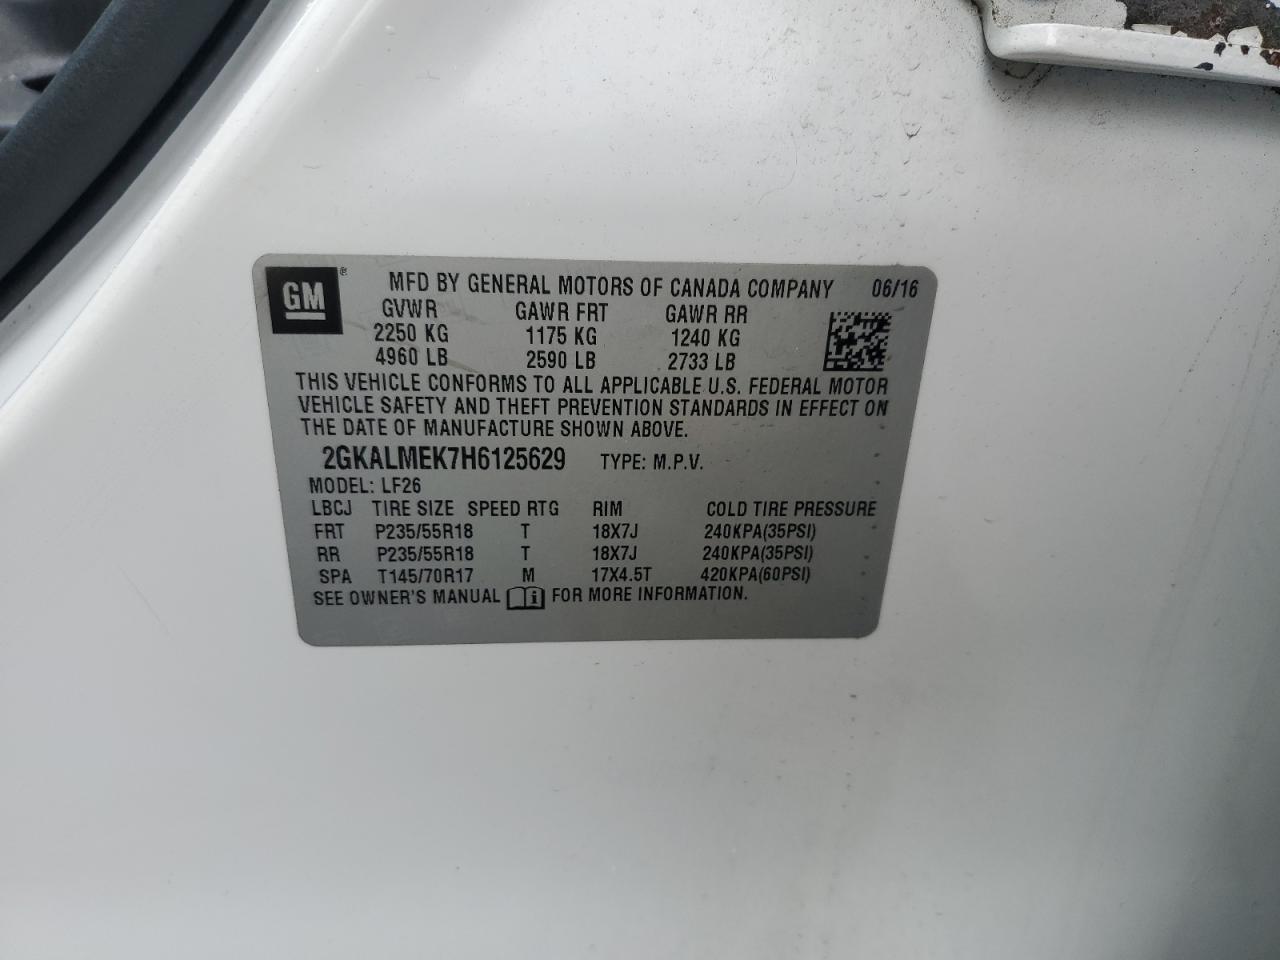 GM ® MFD BY GENERAL MOTORS OF CANADA COMPANY 06/16
GVWR GAWR FRT GAWR RR
2250 KG 1175 KG 1240 KG
4960 LB 2590 LB 2733 LB
THIS VEHICLE CONFORMS TO ALL APPLICABLE U.S. FEDERAL MOTOR
VEHICLE SAFETY AND THEFT PREVENTION STANDARDS IN EFFECT ON
THE DATE OF MANUFACTURE SHOWN ABOVE.
2GKALMEK7H6125629 TYPE: M.P.V.
MODEL: LF26
LBCJ TIRE SIZE SPEED RTG RIM COLD TIRE PRESSURE
FRT P235/55R18 T 18X7J 240KPA(35PSI)
RR P235/55R18 T 18X7J 240KPA(35PSI)
SPA T145/70R17 M 17X4.5T 420KPA(60PSI)
SEE OWNER'S MANUAL i FOR MORE INFORMATION.